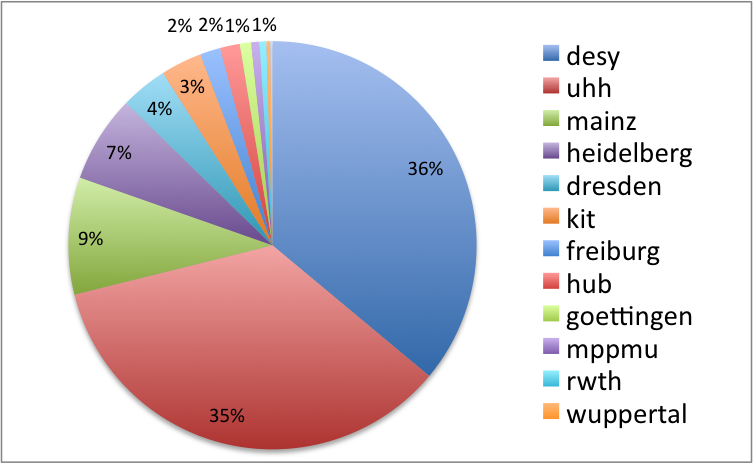 2% 2% 1% 1%
3%
4%
7%
9%
36%
35%
desy
uhh
mainz
heidelberg
dresden
kit
freiburg
hub
goettingen
mppmu
rwth
wuppertal